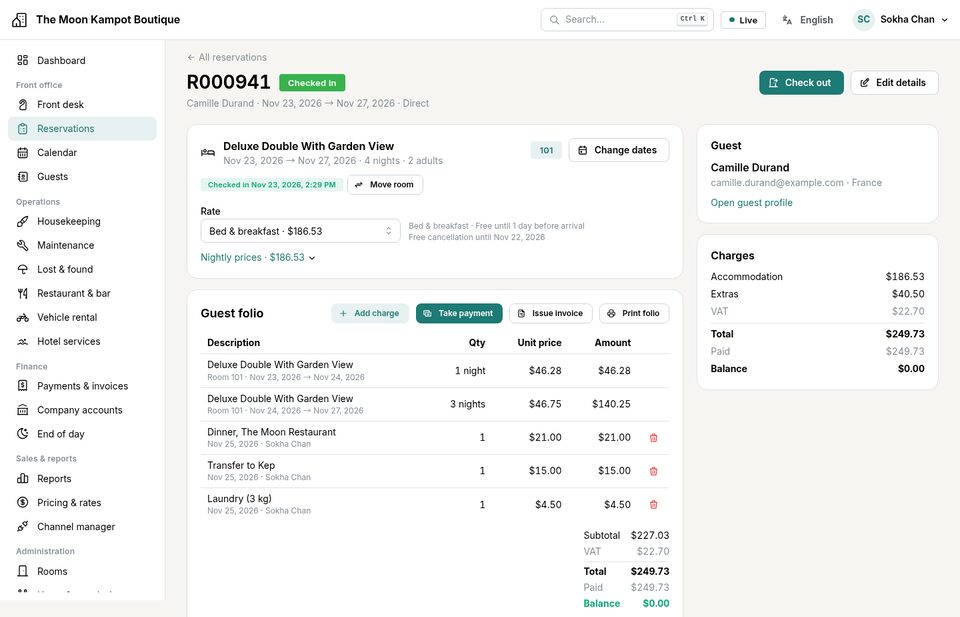 The Moon Kampot Boutique
Search...
Ctrl K
Live
English
SC
Sokha Chan
Dashboard
Front office
Front desk
Reservations
Calendar
Guests
Operations
Housekeeping
Maintenance
Lost & found
Restaurant & bar
Vehicle rental
Hotel services
Finance
Payments & invoices
Company accounts
End of day
Sales & reports
Reports
Pricing & rates
Channel manager
Administration
Rooms
← All reservations
R000941 Checked in
Camille Durand · Nov 23, 2026 → Nov 27, 2026 · Direct
Check out
Edit details
Deluxe Double With Garden View
Nov 23, 2026 → Nov 27, 2026 · 4 nights · 2 adults
101
Change dates
Checked in Nov 23, 2026, 2:29 PM
Move room
Rate
Bed & breakfast · $186.53
Bed & breakfast · Free until 1 day before arrival
Free cancellation until Nov 22, 2026
Nightly prices · $186.53
Guest folio
+ Add charge
Take payment
Issue invoice
Print folio
Description Qty Unit price Amount
Deluxe Double With Garden View 1 night $46.28 $46.28
Room 101 · Nov 23, 2026 → Nov 24, 2026
Deluxe Double With Garden View 3 nights $46.75 $140.25
Room 101 · Nov 24, 2026 → Nov 27, 2026
Dinner, The Moon Restaurant 1 $21.00 $21.00
Nov 25, 2026 · Sokha Chan
Transfer to Kep 1 $15.00 $15.00
Nov 25, 2026 · Sokha Chan
Laundry (3 kg) 1 $4.50 $4.50
Nov 25, 2026 · Sokha Chan
Subtotal $227.03
VAT $22.70
Total $249.73
Paid $249.73
Balance $0.00
Guest
Camille Durand
camille.durand@example.com · France
Open guest profile
Charges
Accommodation $186.53
Extras $40.50
VAT $22.70
Total $249.73
Paid $249.73
Balance $0.00